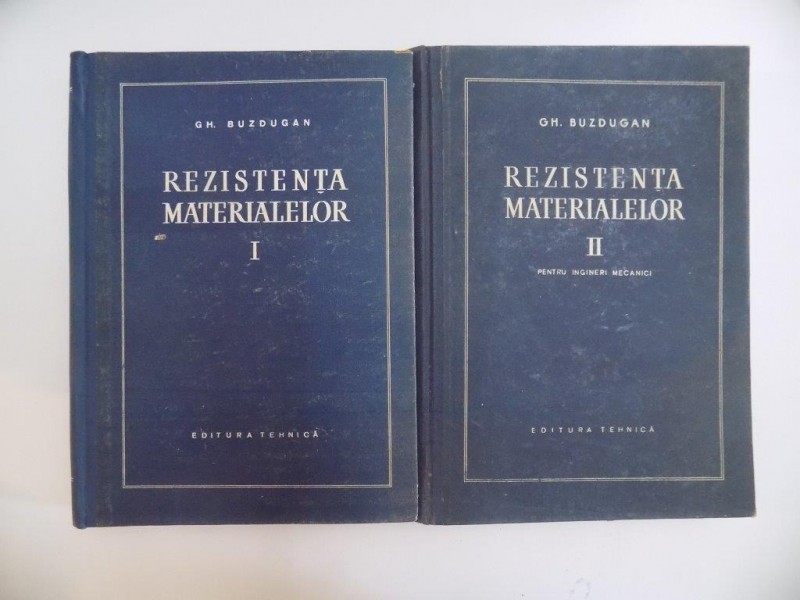 GH. BUZDUGAN
REZISTENȚA
MATERIALELOR
I
EDITURA TEHNICĂ
GH. BUZDUGAN
REZISTENȚA
MATERIALELOR
II
PENTRU INGINERI MECANICI
EDITURA TEHNICĂ